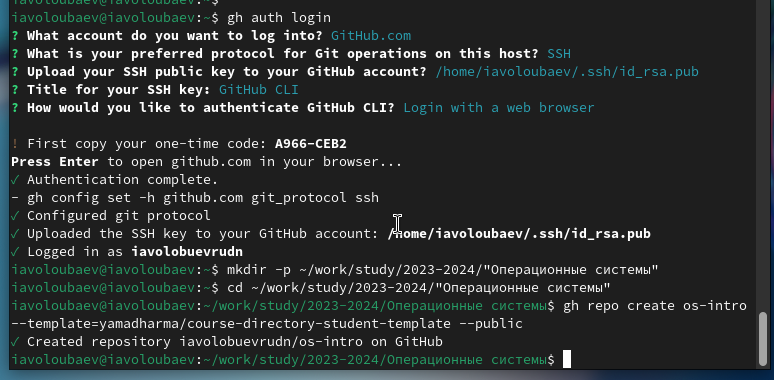 iavoloubaev@iavoloubaev:~$ gh auth login
? What account do you want to log into? GitHub.com
? What is your preferred protocol for Git operations on this host? SSH
? Upload your SSH public key to your GitHub account? /home/iavoloubaev/.ssh/id_rsa.pub
? Title for your SSH key: GitHub CLI
? How would you like to authenticate GitHub CLI? Login with a web browser
! First copy your one-time code: A966-CEB2
Press Enter to open github.com in your browser...
✓ Authentication complete.
- gh config set -h github.com git_protocol ssh
✓ Configured git protocol
✓ Uploaded the SSH key to your GitHub account: /home/iavoloubaev/.ssh/id_rsa.pub
✓ Logged in as iavolobuevrudn
iavoloubaev@iavoloubaev:~$ mkdir -p ~/work/study/2023-2024/"Операционные системы"
iavoloubaev@iavoloubaev:~$ cd ~/work/study/2023-2024/"Операционные системы"
iavoloubaev@iavoloubaev:~/work/study/2023-2024/Операционные системы$ gh repo create os-intro
--template=yamadharma/course-directory-student-template --public
✓ Created repository iavolobuevrudn/os-intro on GitHub
iavoloubaev@iavoloubaev:~/work/study/2023-2024/Операционные системы$